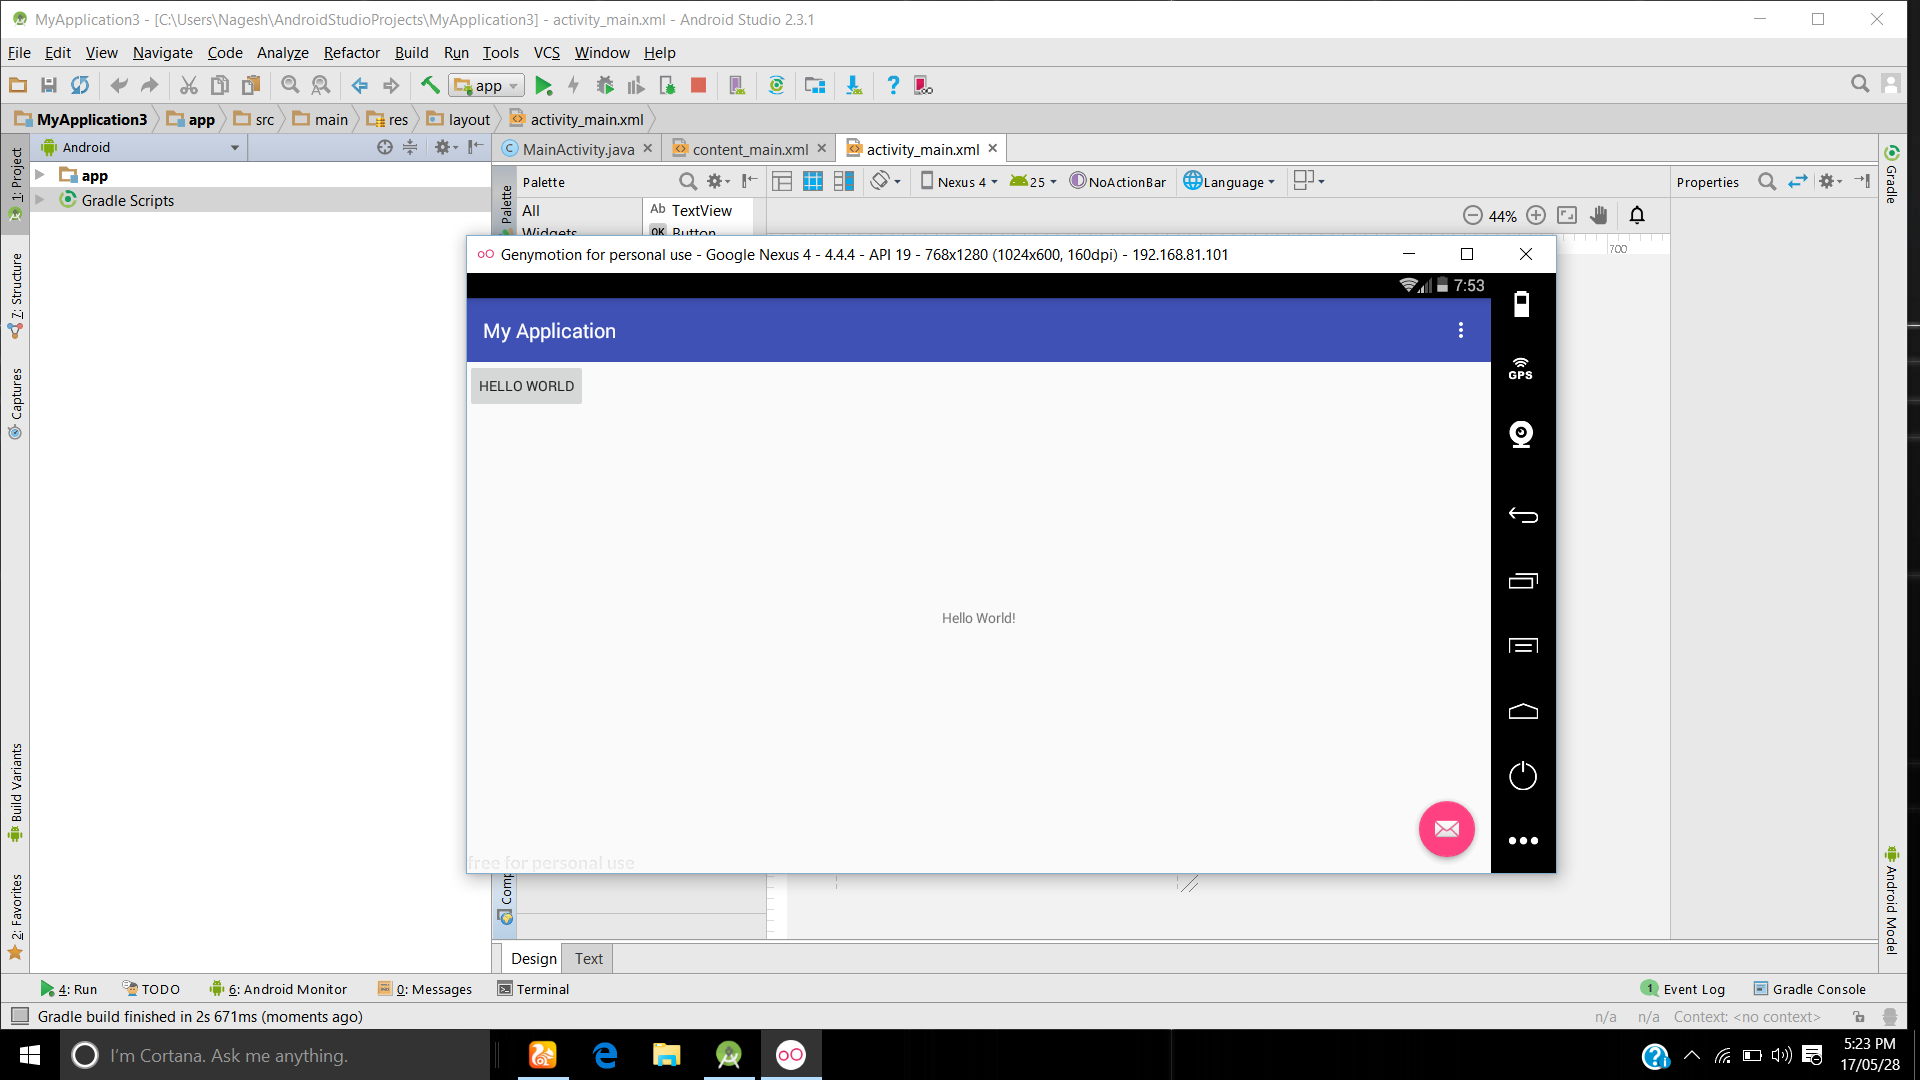 MyApplication3 - [C:\Users\Nagesh\AndroidStudioProjects\MyApplication3] - activity_main.xml - Android Studio 2.3.1
File Edit View Navigate Code Analyze Refactor Build Run Tools VCS Window Help
app
MyApplication3 app src main res layout activity_main.xml
1: Project
Android
MainActivity.java content_main.xml activity_main.xml
app
Gradle Scripts
Palette
Palette
Nexus 4 25 NoActionBar Language
Properties
Gradle
All
TextView
Widgets
Button
44%
700
Genymotion for personal use - Google Nexus 4 - 4.4.4 - API 19 - 768x1280 (1024x600, 160dpi) - 192.168.81.101
7:53
My Application
HELLO WORLD
GPS
Hello World!
free for personal use
7: Structure
Captures
Build Variants
2: Favorites
Comp
Android Model
Design Text
4: Run TODO 6: Android Monitor 0: Messages Terminal
1 Event Log Gradle Console
Gradle build finished in 2s 671ms (moments ago)
n/a n/a Context: <no context>
I'm Cortana. Ask me anything.
5:23 PM
17/05/28